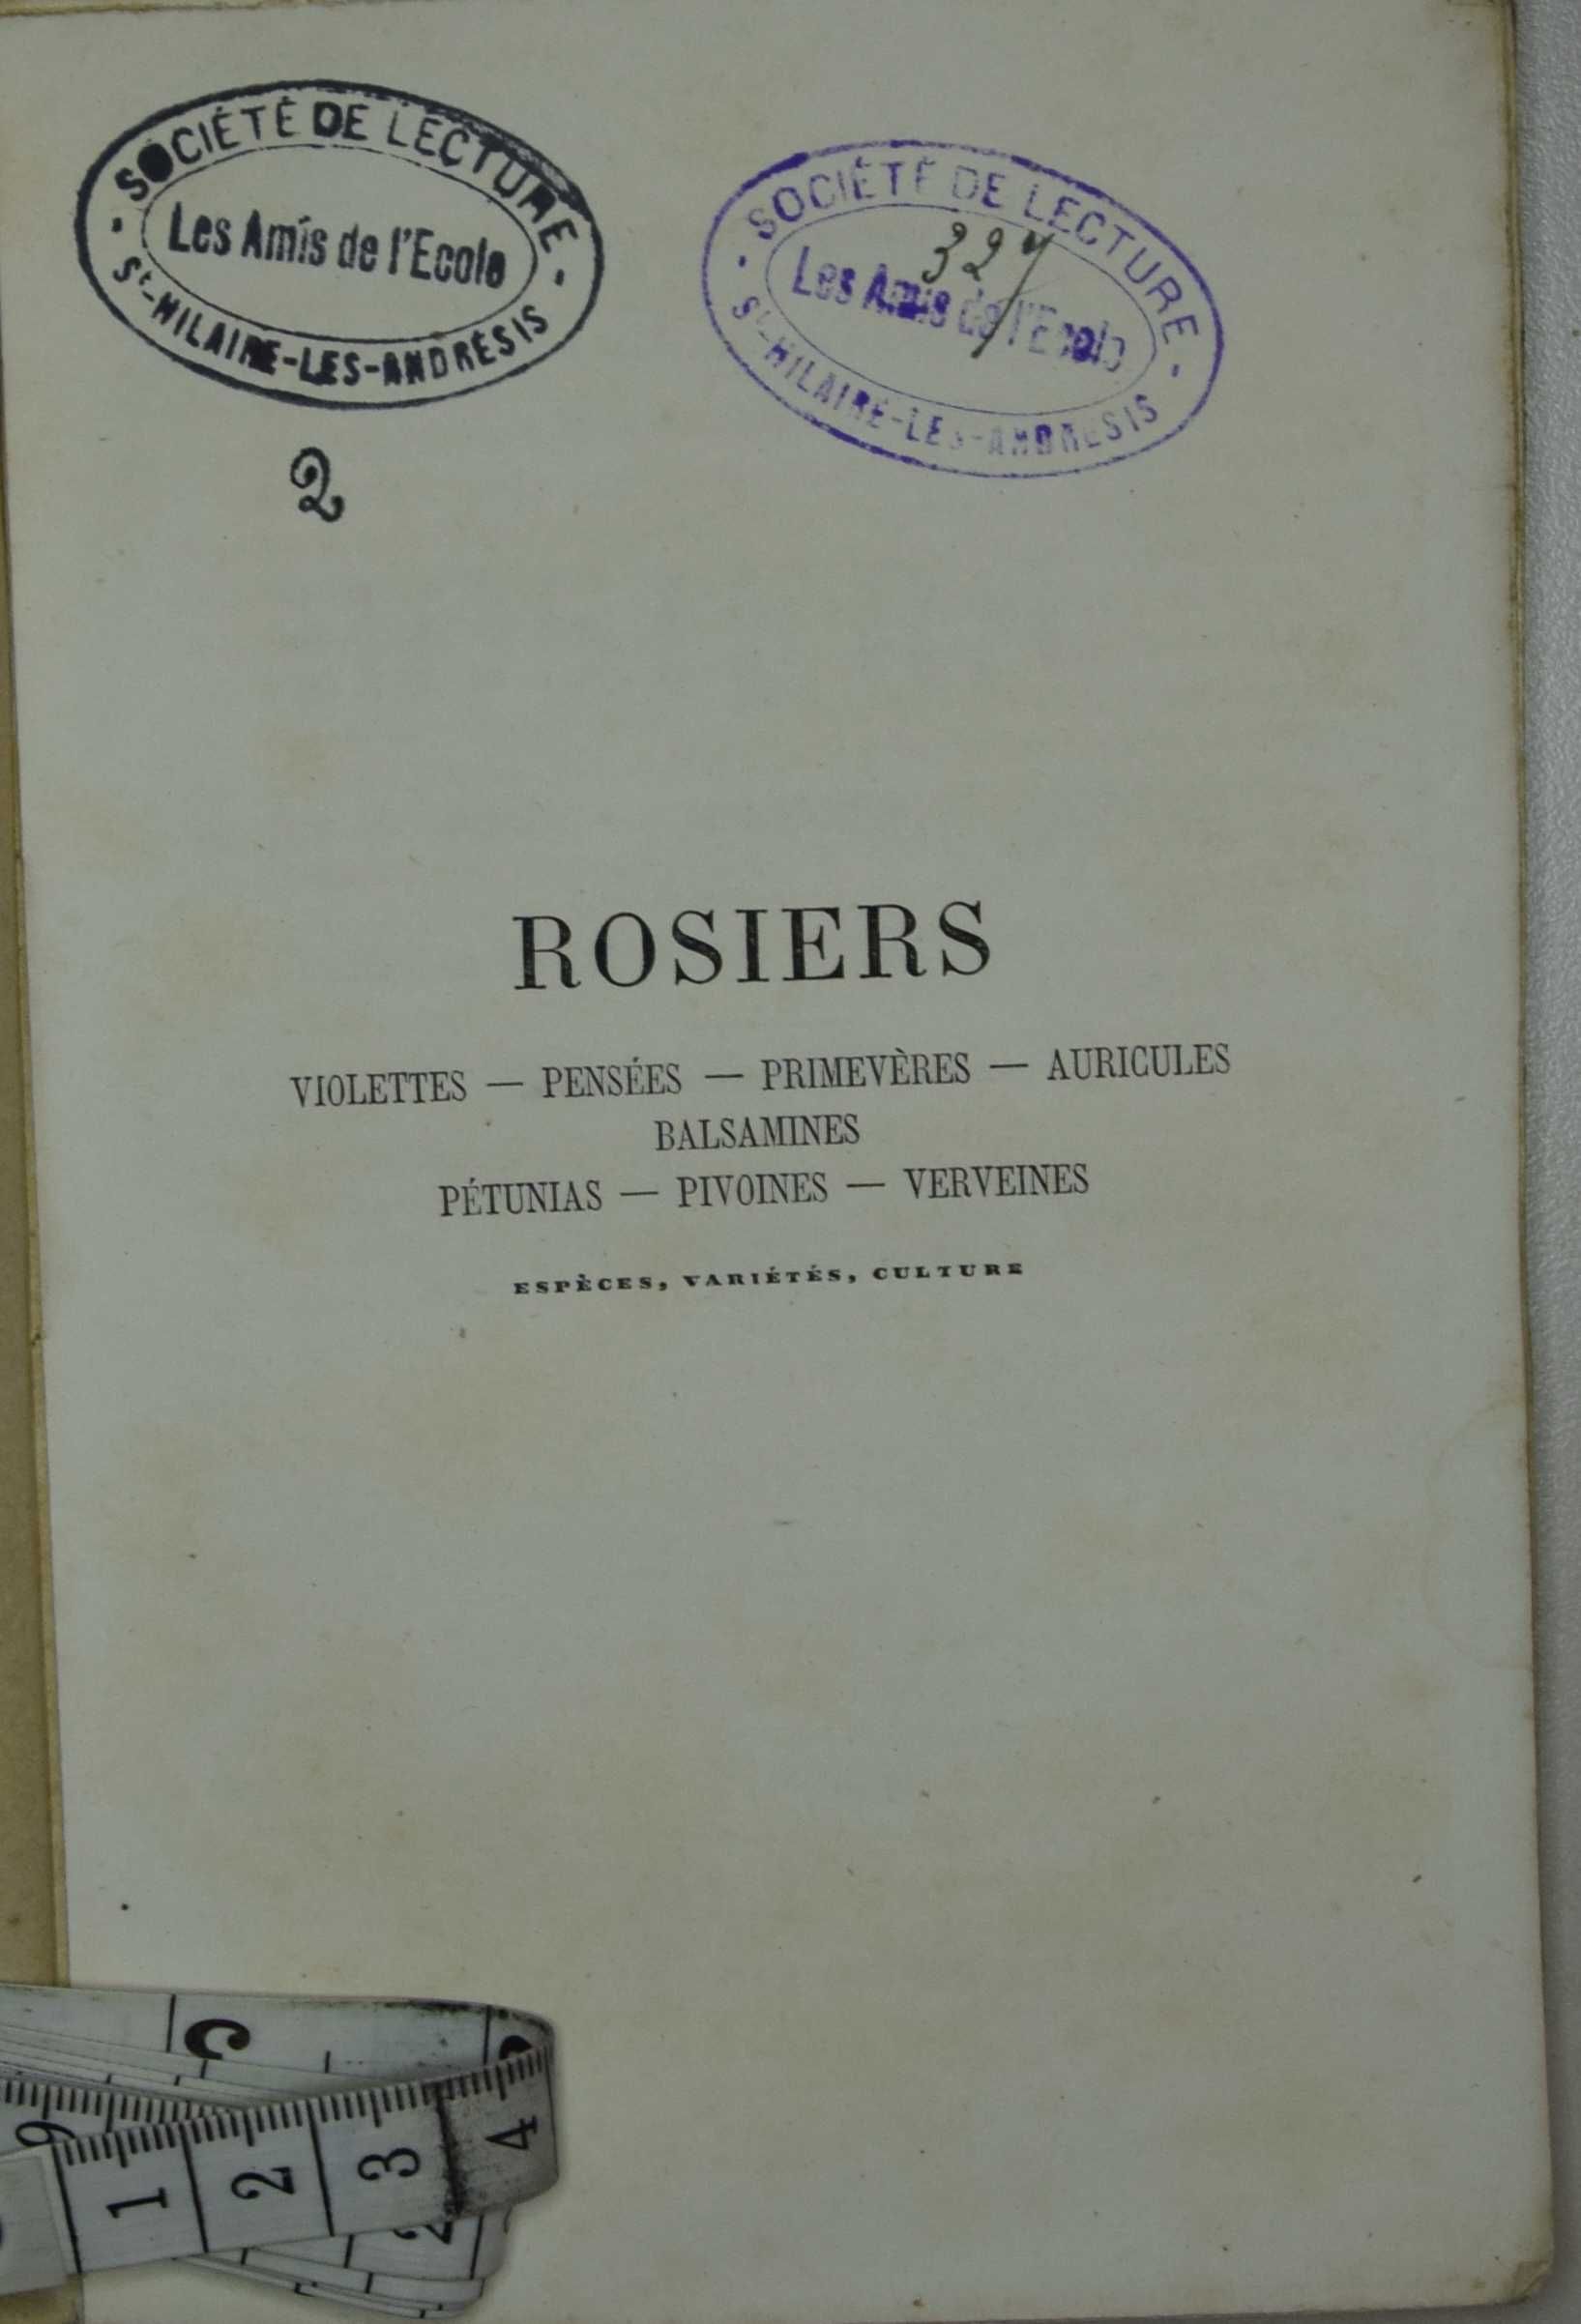 SOCIÉTÉ DE LECTURE
Les Amis de l'Ecole
St-HILAIRE-LES-ANDRÉSIS
SOCIÉTÉ DE LECTURE
Les Amis de l'Ecole
St-HILAIRE-LES-ANDRÉSIS
327
2
ROSIERS
VIOLETTES — PENSÉES — PRIMEVÈRES — AURICULES
BALSAMINES
PÉTUNIAS — PIVOINES — VERVEINES
ESPÈCES, VARIÉTÉS, CULTURE
1 2 3 4